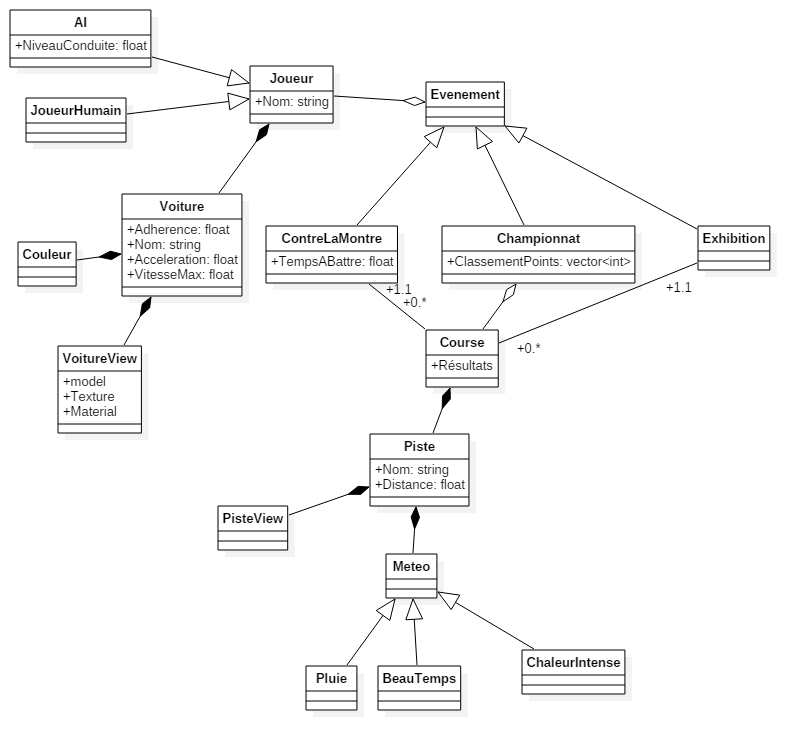 AI
+NiveauConduite: float
JoueurHumain
Joueur
+Nom: string
Evenement
Voiture
+Adherence: float
+Nom: string
+Acceleration: float
+VitesseMax: float
Couleur
VoitureView
+model
+Texture
+Material
ContreLaMontre
+TempsABattre: float
Championnat
+ClassementPoints: vector<int>
Exhibition
+1.1
+0.*
+1.1
+0.*
Course
+Résultats
Piste
+Nom: string
+Distance: float
PisteView
Meteo
Pluie
BeauTemps
ChaleurIntense